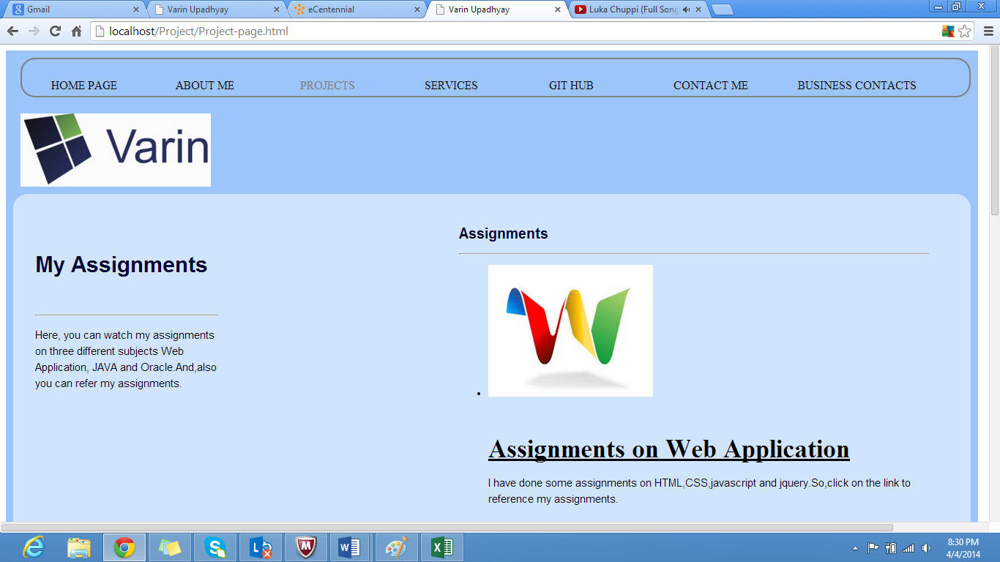 Gmail
Varin Upadhyay
eCentennial
Varin Upadhyay
Luka Chuppi (Full Song
localhost/Project/Project-page.html
HOME PAGE
ABOUT ME
PROJECTS
SERVICES
GIT HUB
CONTACT ME
BUSINESS CONTACTS
Varin
My Assignments
Here, you can watch my assignments
on three different subjects Web
Application, JAVA and Oracle.And,also
you can refer my assignments.
Assignments
Assignments on Web Application
I have done some assignments on HTML,CSS,javascript and jquery.So,click on the link to
reference my assignments.
8:30 PM
4/4/2014